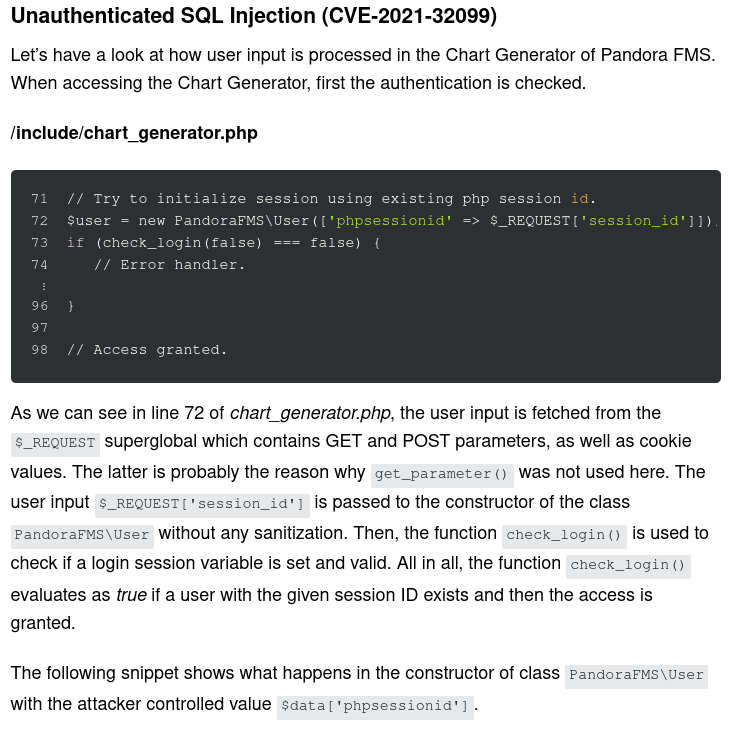 Unauthenticated SQL Injection (CVE-2021-32099)
Let’s have a look at how user input is processed in the Chart Generator of Pandora FMS.
When accessing the Chart Generator, first the authentication is checked.
/include/chart_generator.php
71 // Try to initialize session using existing php session id.
72 $user = new PandoraFMS\User(['phpsessionid' => $_REQUEST['session_id']])
73 if (check_login(false) === false) {
74 // Error handler.
⋮
96 }
97
98 // Access granted.
As we can see in line 72 of chart_generator.php, the user input is fetched from the
$_REQUEST superglobal which contains GET and POST parameters, as well as cookie
values. The latter is probably the reason why get_parameter() was not used here. The
user input $_REQUEST['session_id'] is passed to the constructor of the class
PandoraFMS\User without any sanitization. Then, the function check_login() is used to
check if a login session variable is set and valid. All in all, the function check_login()
evaluates as true if a user with the given session ID exists and then the access is
granted.
The following snippet shows what happens in the constructor of class PandoraFMS\User
with the attacker controlled value $data['phpsessionid'].